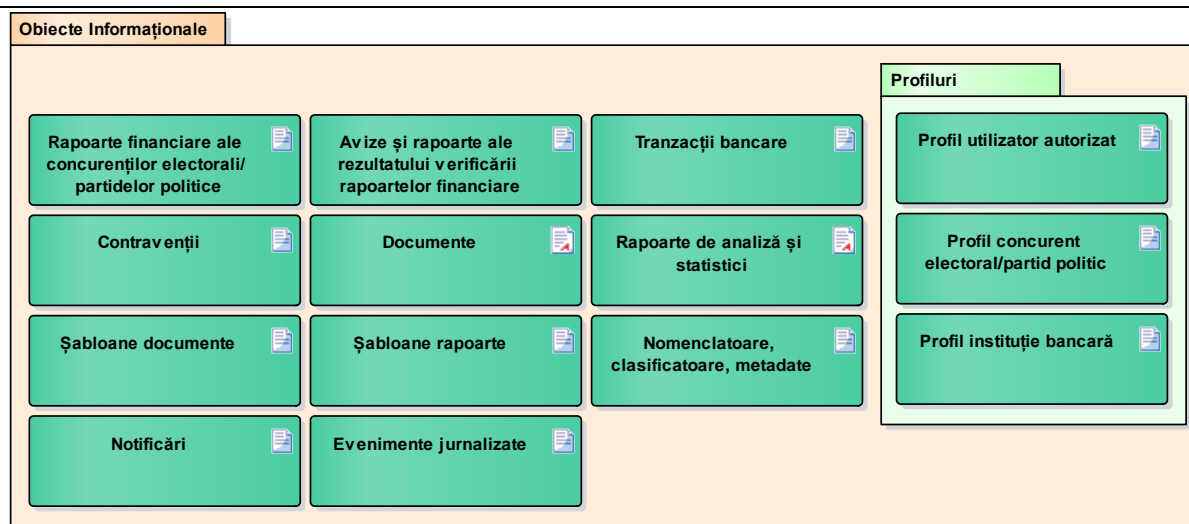 Obiecte Informaționale
Profiluri
Rapoarte financiare ale
concurenților electorali/
partidelor politice
Avize și rapoarte ale
rezultatului verificării
rapoartelor financiare
Tranzacții bancare
Profil utilizator autorizat
Contravenții
Documente
Rapoarte de analiză și
statistici
Profil concurent
electoral/partid politic
Șabloane documente
Șabloane rapoarte
Nomenclatoare,
clasificatoare, metadate
Profil instituție bancară
Notificări
Evenimente jurnalizate